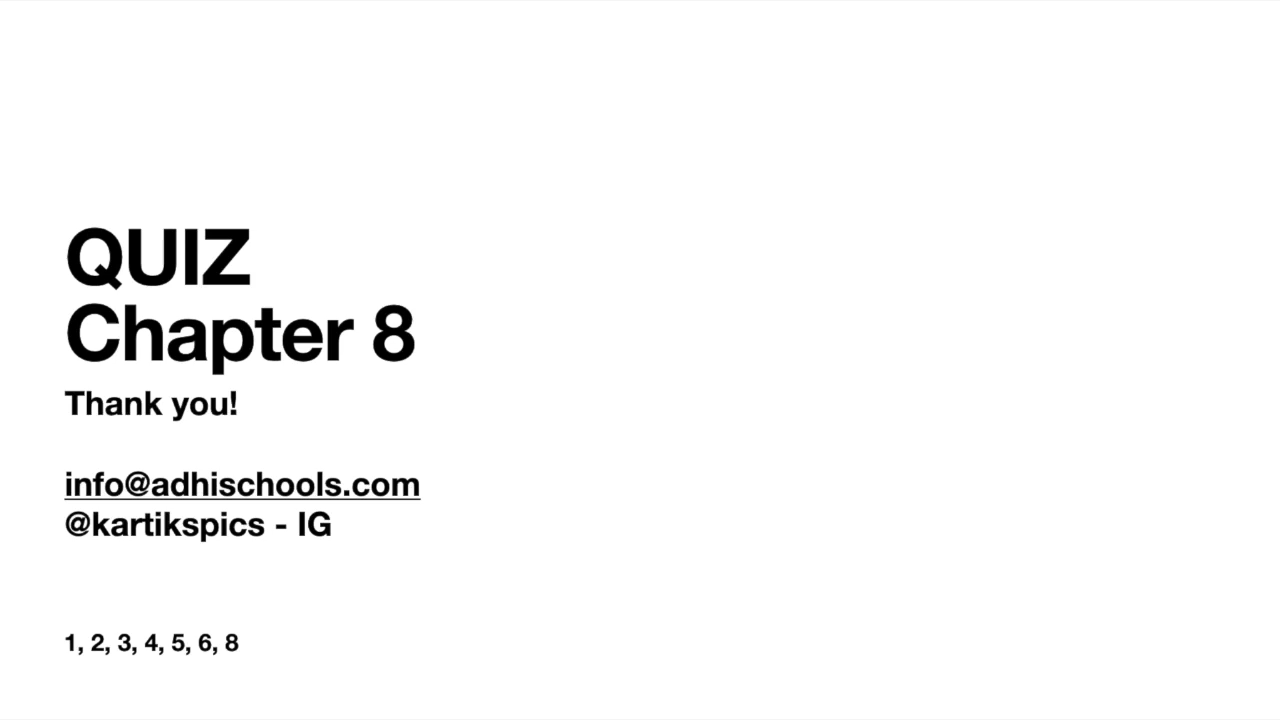 QUIZ
Chapter 8
Thank you!
info@adhischools.com
@kartikspics - IG
1, 2, 3, 4, 5, 6, 8